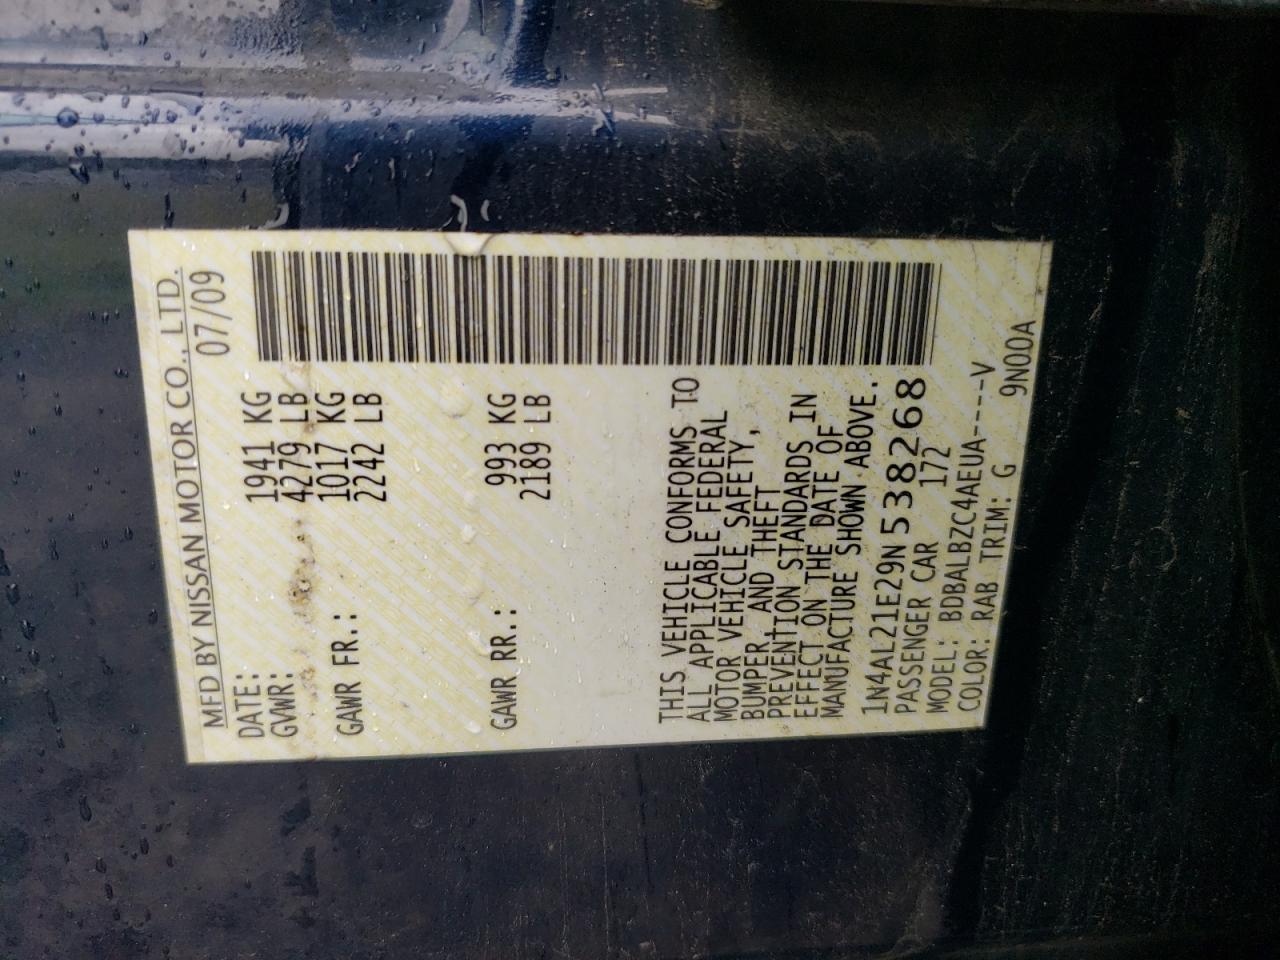 MFD BY NISSAN MOTOR CO., LTD.
DATE: 07/09
GVWR: 1941 KG
4279 LB
GAWR FR.: 1017 KG
2242 LB
GAWR RR.: 993 KG
2189 LB
THIS VEHICLE CONFORMS TO
ALL APPLICABLE FEDERAL
MOTOR VEHICLE SAFETY,
BUMPER, AND THEFT
PREVENTION STANDARDS IN
EFFECT ON THE DATE OF
MANUFACTURE SHOWN ABOVE.
1N4AL21E29N538268
PASSENGER CAR 172
MODEL: BDBALBZC4AEUA----V
COLOR: RAB TRIM: G 9N00A